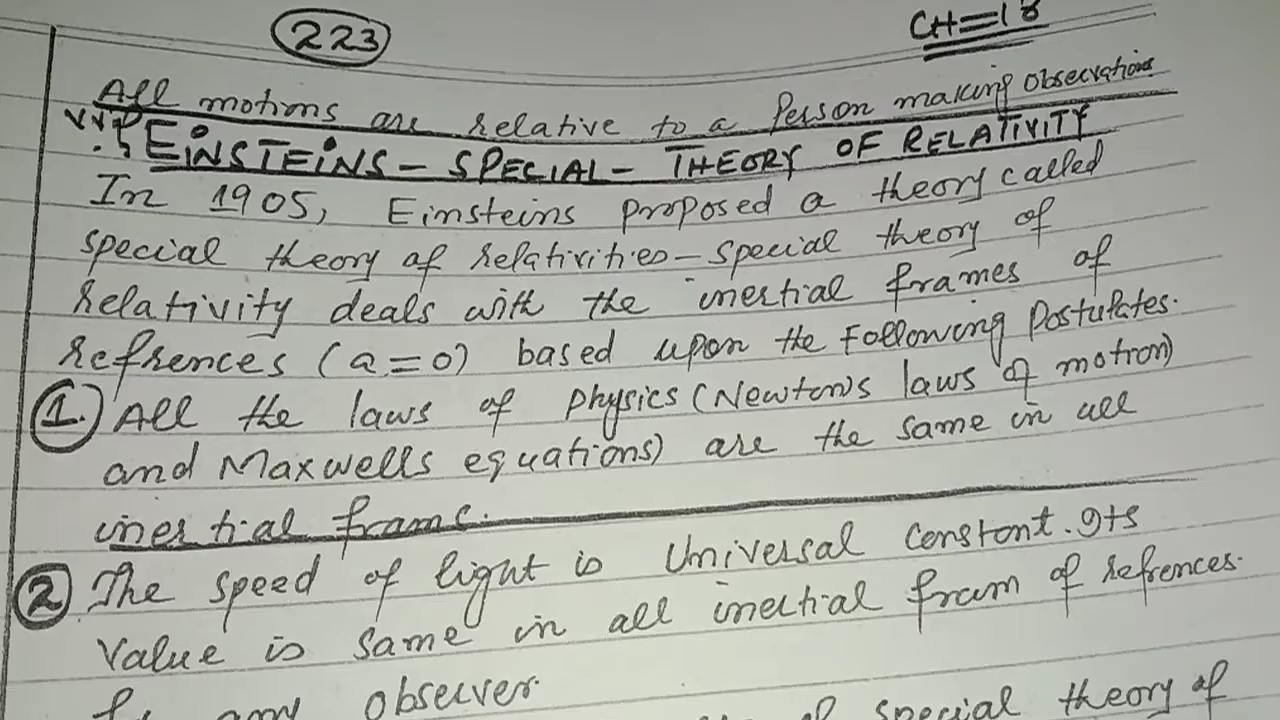 223
CH=18
All motions are relative to a Person making observations
VVP EiNSTEiNS - SPECIAL - THEORY OF RELATIVITY
In 1905, Einsteins proposed a theory called
special theory of relativities - special theory of
relativity deals with the inertial frames of
refrences (a=0) based upon the Following Postulates.
1. All the laws of physics (Newton's laws of motion)
and Maxwells equations) are the same in all
inertial frame.
2 The speed of light is Universal constant. Its
value is same in all inertial fram of refrences.
any observer.
of special theory of